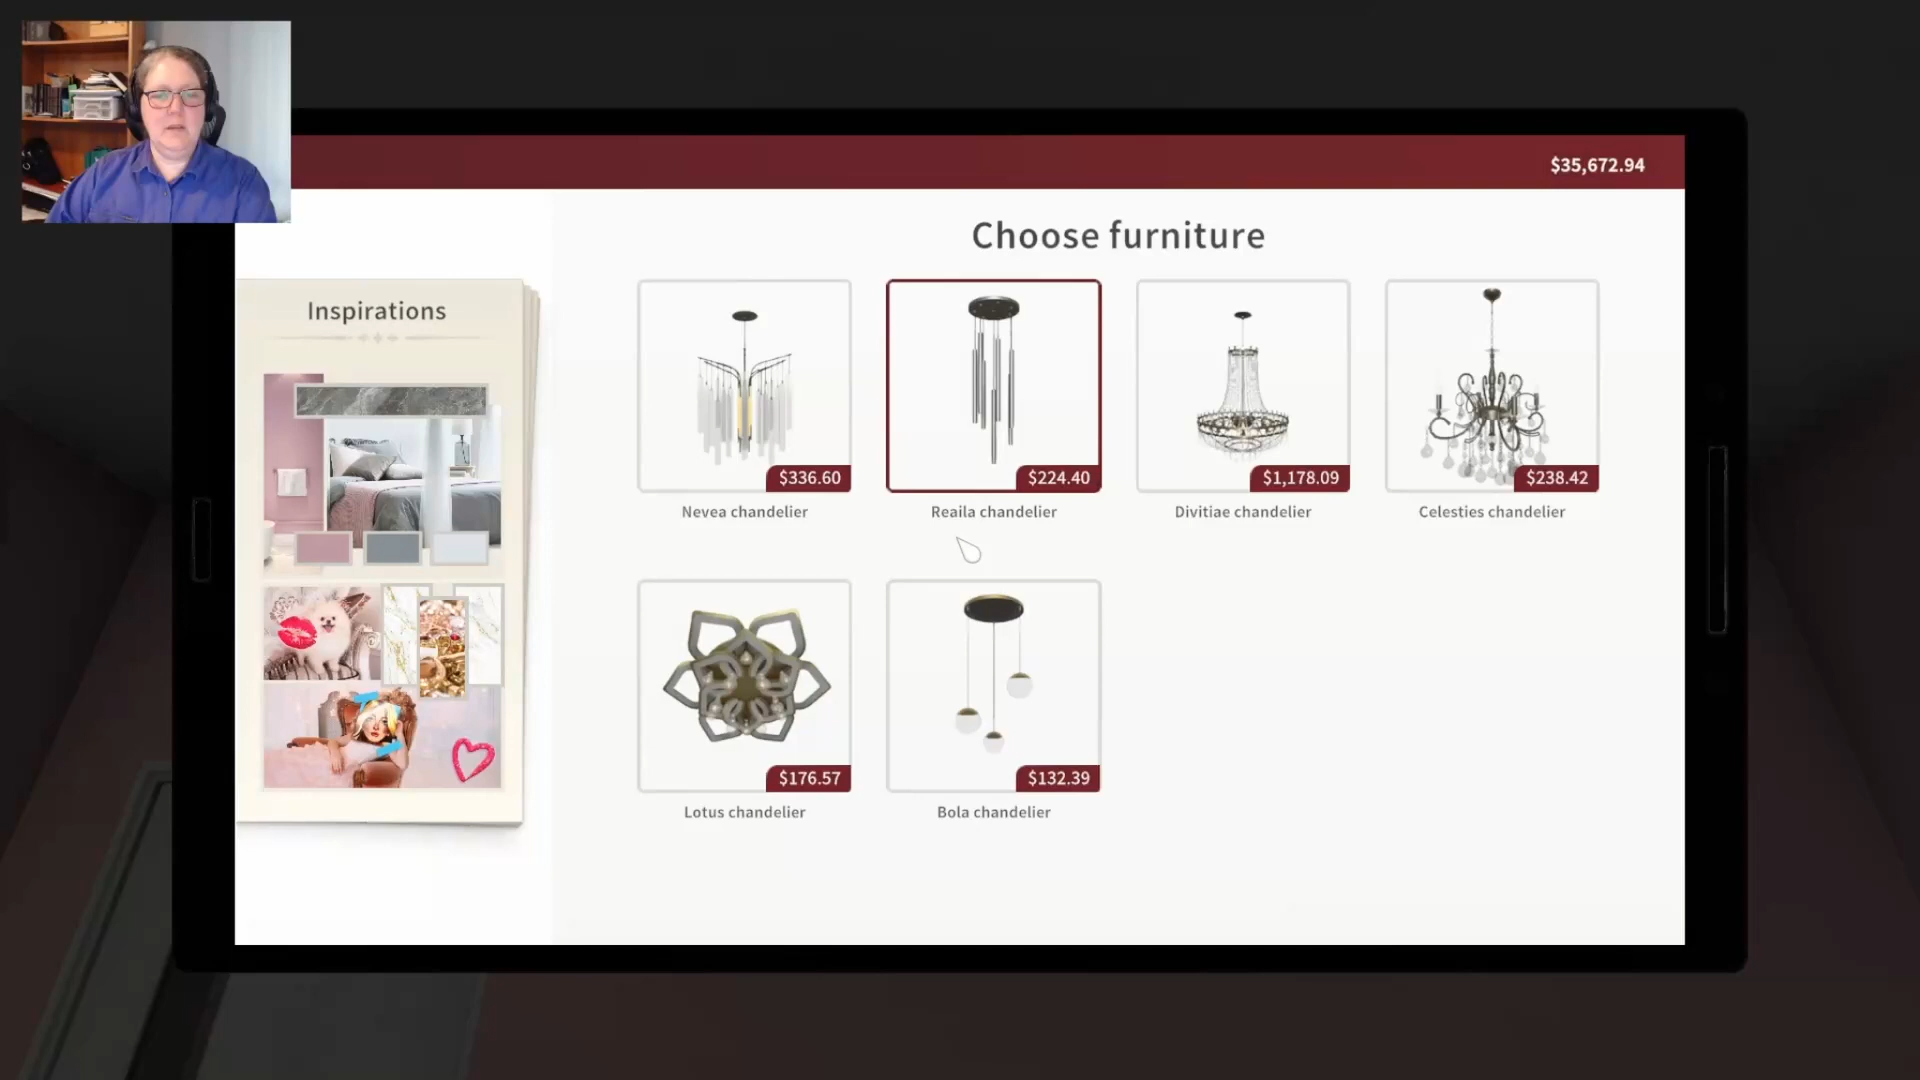 $35,672.94
Choose furniture
Inspirations
$336.60
$224.40
$1,178.09
$238.42
Nevea chandelier
Reaila chandelier
Divitiae chandelier
Celesties chandelier
$176.57
$132.39
Lotus chandelier
Bola chandelier